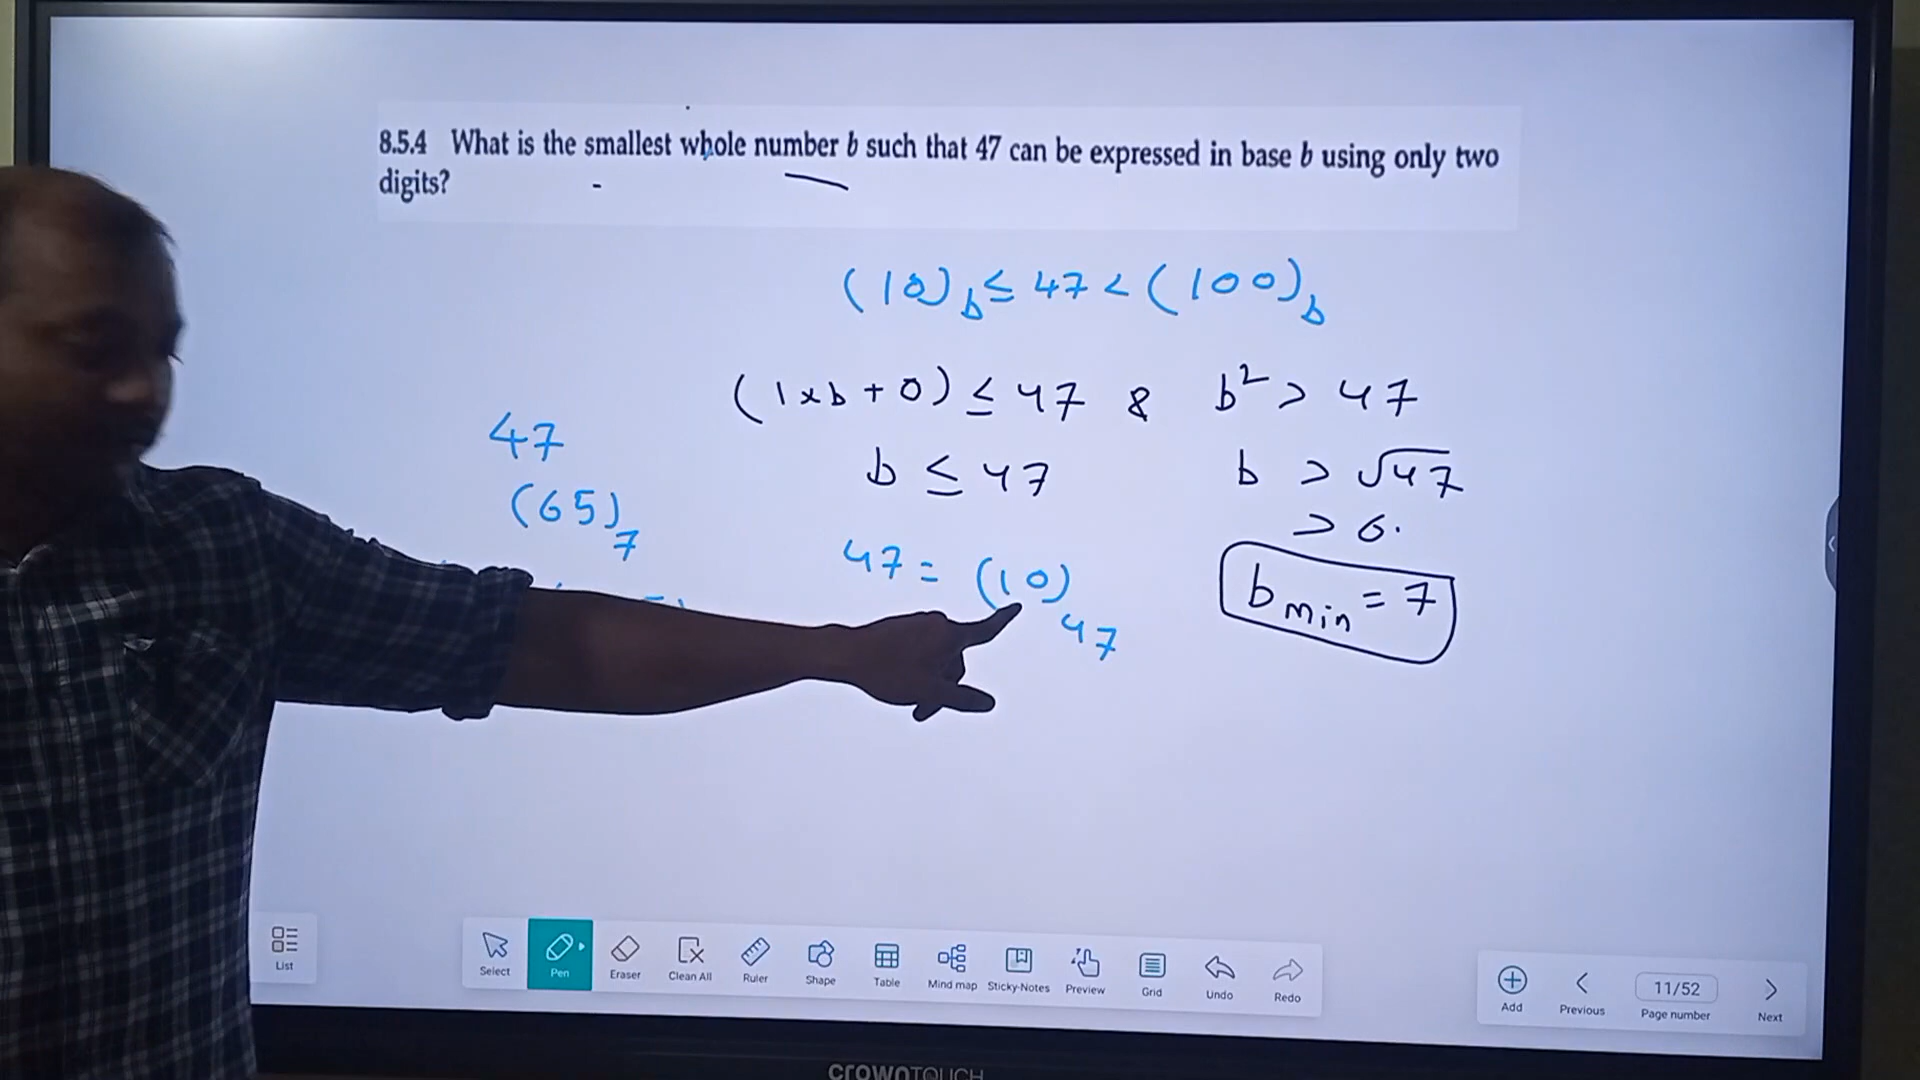 8.5.4 What is the smallest whole number b such that 47 can be expressed in base b using only two
digits?
(10)b ≤ 47 < (100)b
(1×b + 0) ≤ 47 & b² > 47
b ≤ 47
b > √47
> 6.
47 = (10)47
bmin = 7
47
(65)7
List
Select
Pen
Eraser
Clean All
Ruler
Shape
Table
Mind map
Sticky-Notes
Preview
Grid
Undo
Redo
Add
Previous
11/52
Page number
Next
CROWNTOUCH